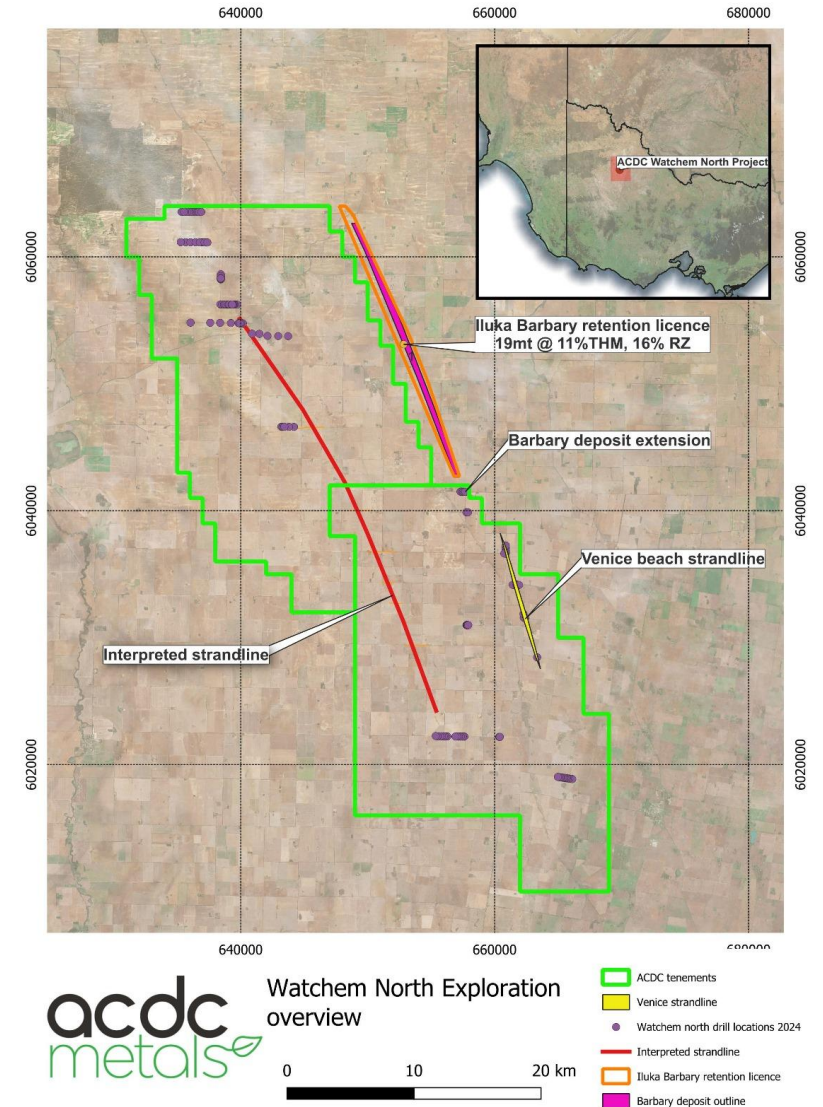 640000
660000
680000
ACDC Watchem North Project
6060000
6060000
Iluka Barbary retention licence
19mt @ 11%THM, 16% RZ
Barbary deposit extension
6040000
6040000
Venice beach strandline
Interpreted strandline
6020000
6020000
640000
660000
680000
acdc
metals
Watchem North Exploration
overview
0
10
20 km
ACDC tenements
Venice strandline
Watchem north drill locations 2024
Interpreted strandline
Iluka Barbary retention licence
Barbary deposit outline